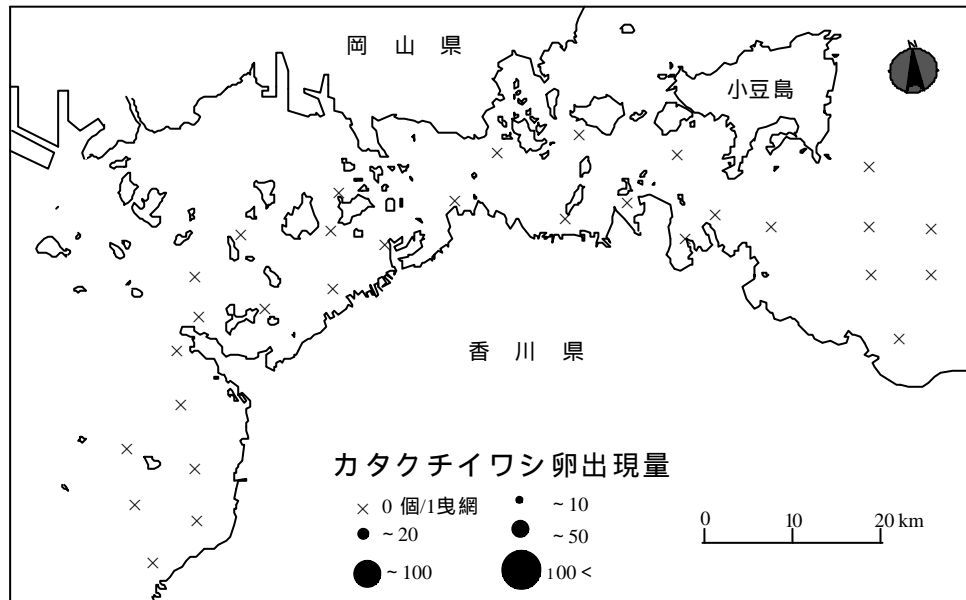 岡山県
N
小豆島
香川県
カタクチイワシ卵出現量
× 0 個/1曳網
~10
~20
~50
~100
100<
0 10 20 km